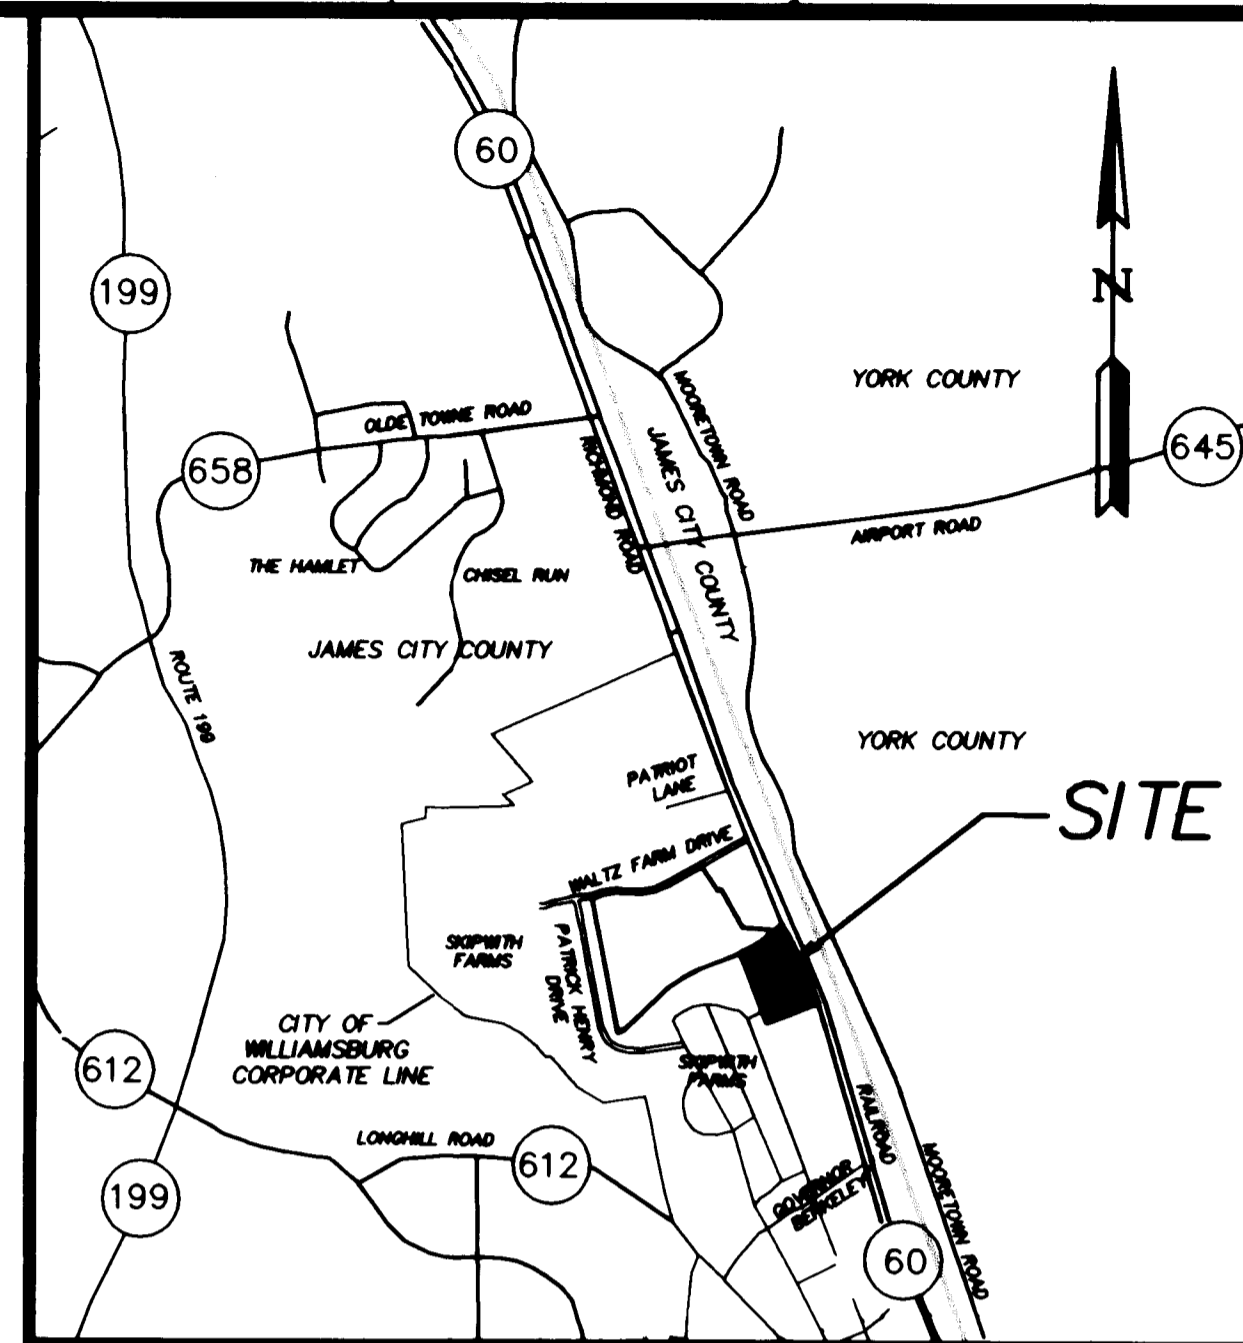 60
199
N
YORK COUNTY
MOORETOWN ROAD
OLDE TOWNE ROAD
645
658
RICHMOND ROAD
JAMES CITY COUNTY
AIRPORT ROAD
THE HAMLET
CHISEL RUN
JAMES CITY COUNTY
ROUTE 199
YORK COUNTY
PATRIOT
LANE
SITE
WALTZ FARM DRIVE
SKIPWITH
FARMS
PATRICK HENRY
DRIVE
CITY OF
WILLIAMSBURG
CORPORATE LINE
612
SKIPWITH
FARMS
RAILROAD
LONGHILL ROAD
612
MOORETOWN ROAD
199
GOVERNOR
BERKELEY
60